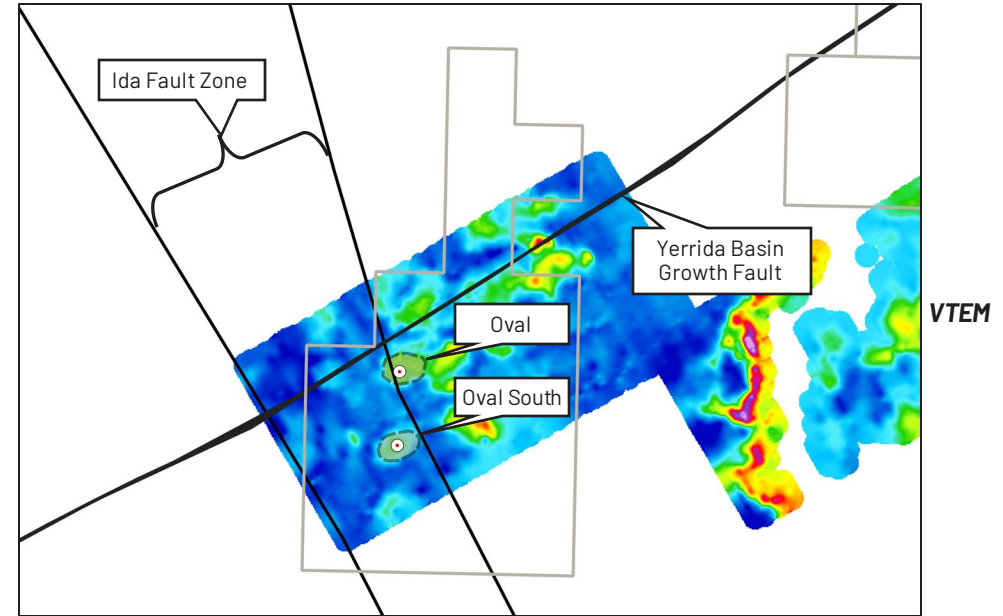 Ida Fault Zone
Yerrida Basin
Growth Fault
VTEM
Oval
Oval South